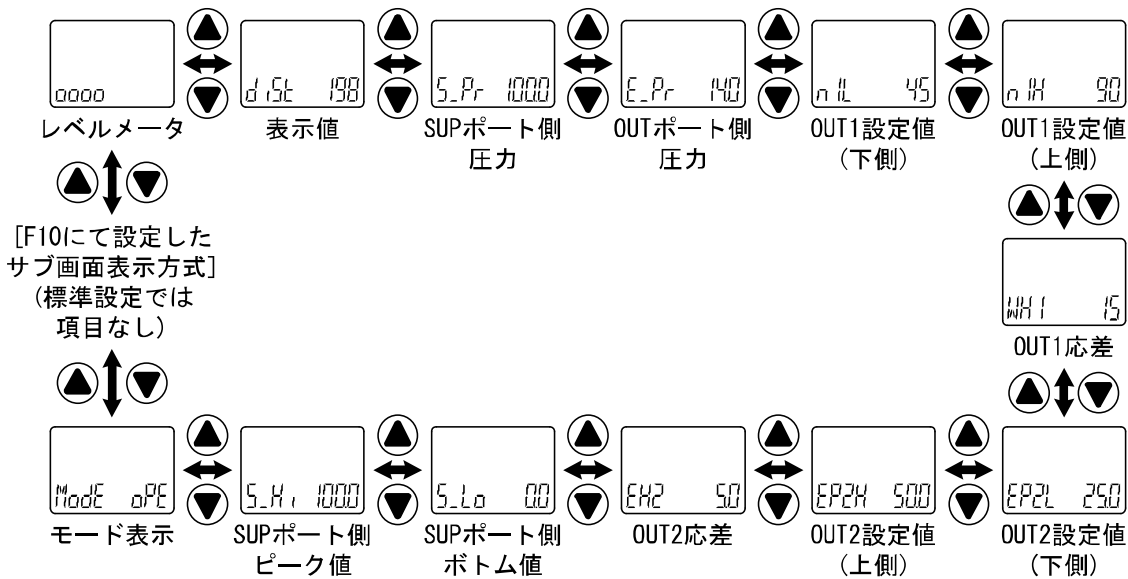 oooo
レベルメータ
diSt 198
表示値
S_Pr 100.0
SUPポート側
圧力
E_Pr 14.0
OUTポート側
圧力
n1L 45
OUT1設定値
(下側)
n1H 90
OUT1設定値
(上側)
[F10にて設定した
サブ画面表示方式]
(標準設定では
項目なし)
WH1 15
OUT1応差
ModE oPE
モード表示
S_Hi 100.0
SUPポート側
ピーク値
S_Lo 0.0
SUPポート側
ボトム値
EH2 5.0
OUT2応差
EP2H 50.0
OUT2設定値
(上側)
EP2L 25.0
OUT2設定値
(下側)